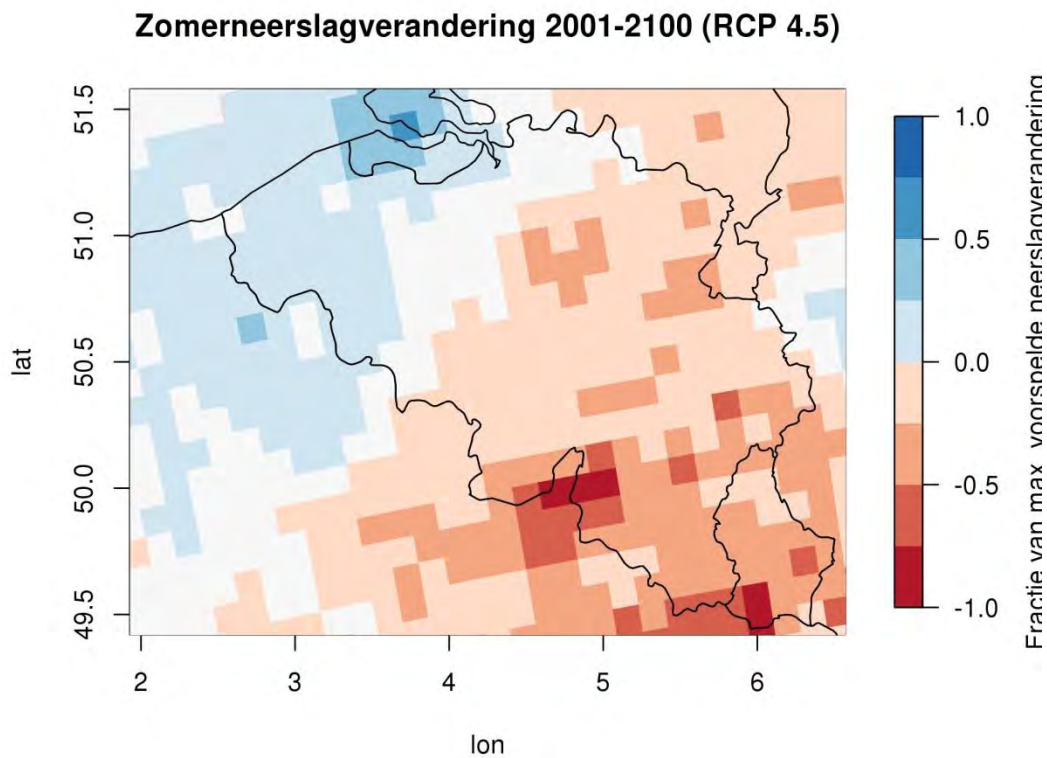 Zomerneerslagverandering 2001-2100 (RCP 4.5)
51.5
51.0
50.5
50.0
49.5
lat
2 3 4 5 6
lon
1.0
0.5
0.0
-0.5
-1.0
Fractie van max. voorspelde neerslagverandering